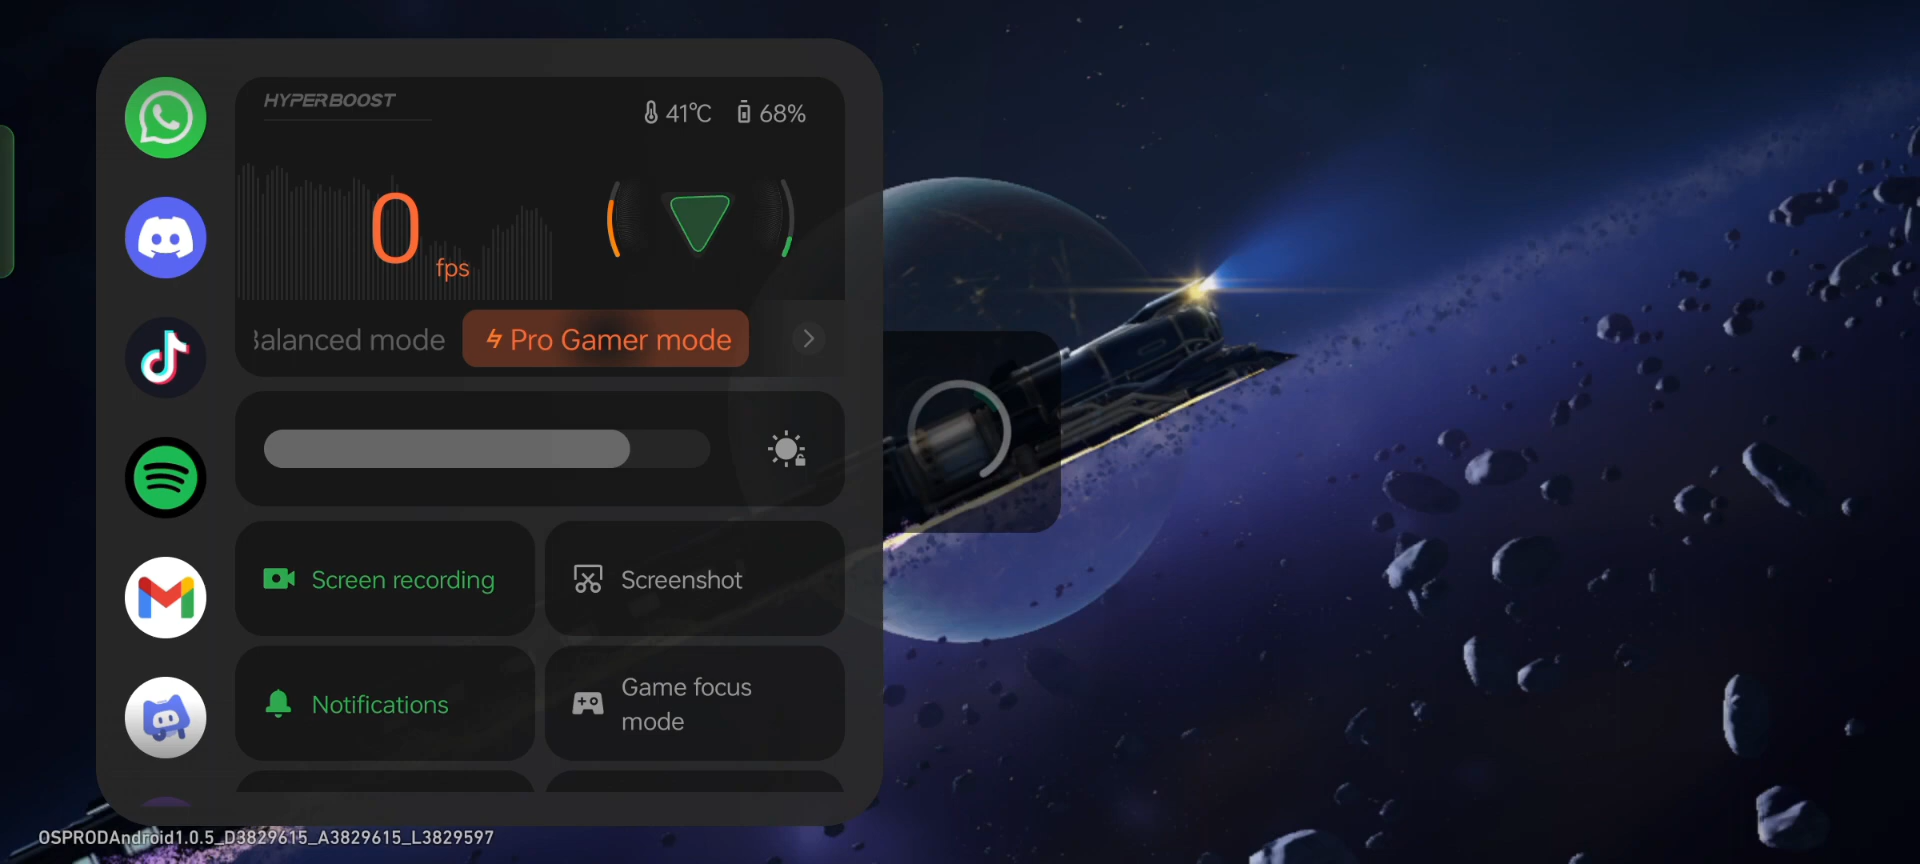 HYPERBOOST
41°C
68%
0
fps
Balanced mode
Pro Gamer mode
Screen recording
Screenshot
Notifications
Game focus
mode
OSPRODAndroid1.0.5_D3829615_A3829615_L3829597